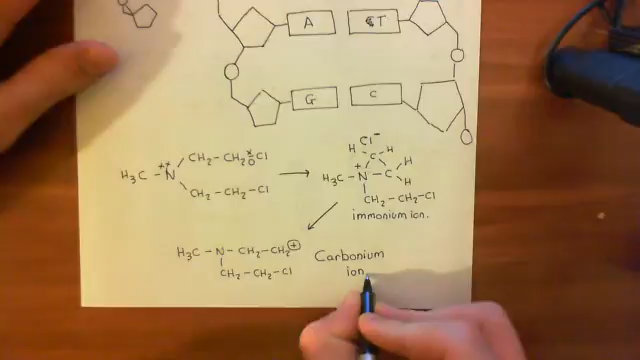 A T
G C
H₃C - N - CH₂ - CH₂ Cl
CH₂ - CH₂ - Cl
Cl⁻
H C H
H₃C - N⁺ - C H
H
CH₂ - CH₂ - Cl
immonium ion.
H₃C - N - CH₂ - CH₂⊕
CH₂ - CH₂ - Cl
Carbonium
ion